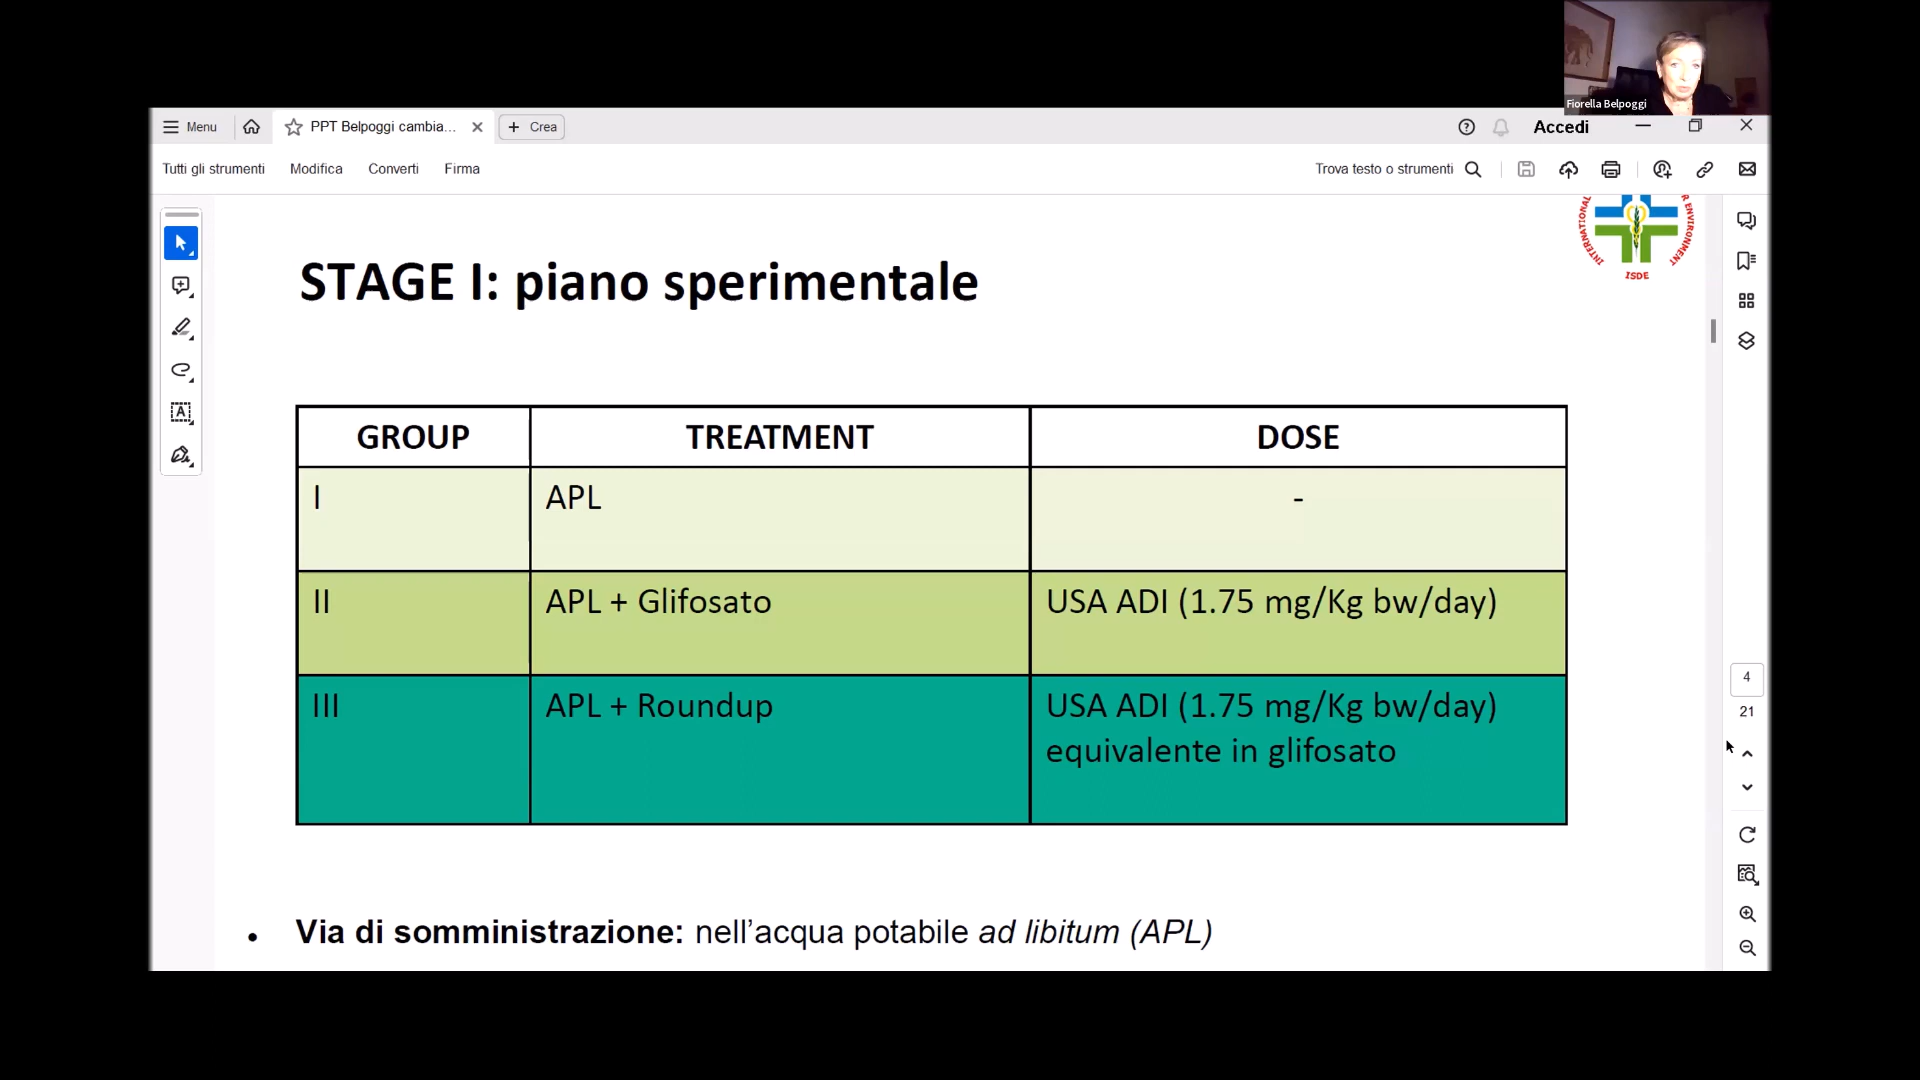 Fiorella Belpoggi
Menu
PPT Belpoggi cambia...
Crea
Accedi
Tutti gli strumenti
Modifica
Converti
Firma
Trova testo o strumenti
INTERNATIONAL
R ENVIRONMENT
ISDE
STAGE I: piano sperimentale
GROUP TREATMENT DOSE
I APL -
II APL + Glifosato USA ADI (1.75 mg/Kg bw/day)
III APL + Roundup USA ADI (1.75 mg/Kg bw/day)
equivalente in glifosato
4
21
• Via di somministrazione: nell'acqua potabile ad libitum (APL)